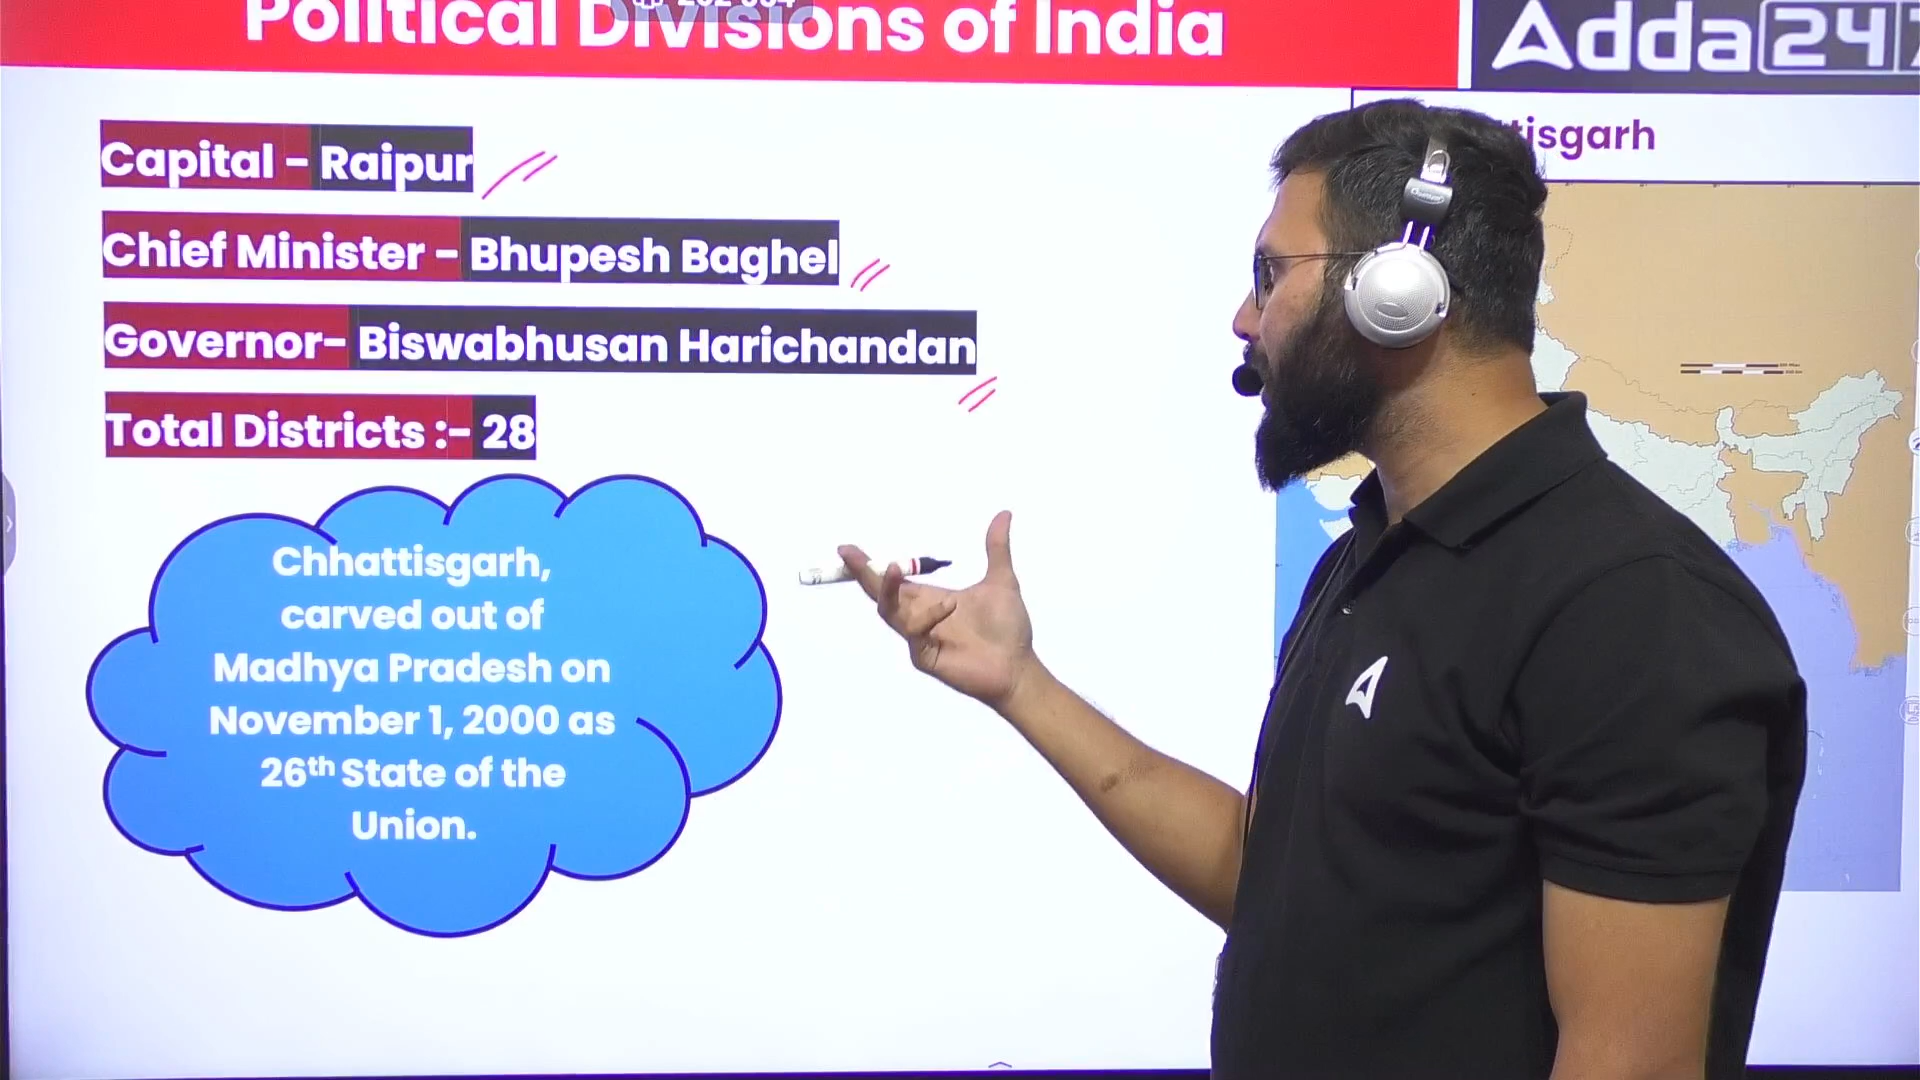 Political Divisions of India
Adda247
tisgarh
Capital - Raipur
Chief Minister - Bhupesh Baghel
Governor- Biswabhusan Harichandan
Total Districts :- 28
Chhattisgarh,
carved out of
Madhya Pradesh on
November 1, 2000 as
26th State of the
Union.